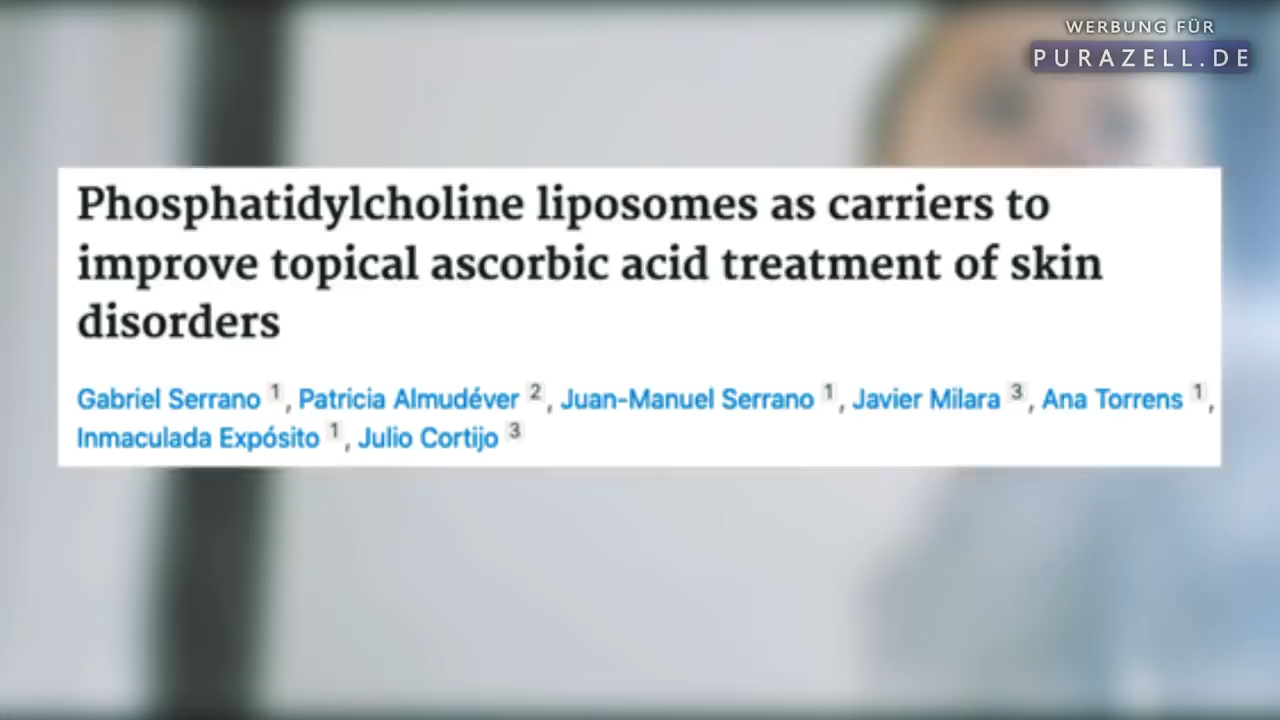 WERBUNG FÜR
PURAZELL.DE
Phosphatidylcholine liposomes as carriers to
improve topical ascorbic acid treatment of skin
disorders
Gabriel Serrano 1, Patricia Almudéver 2, Juan-Manuel Serrano 1, Javier Milara 3, Ana Torrens 1,
Inmaculada Expósito 1, Julio Cortijo 3